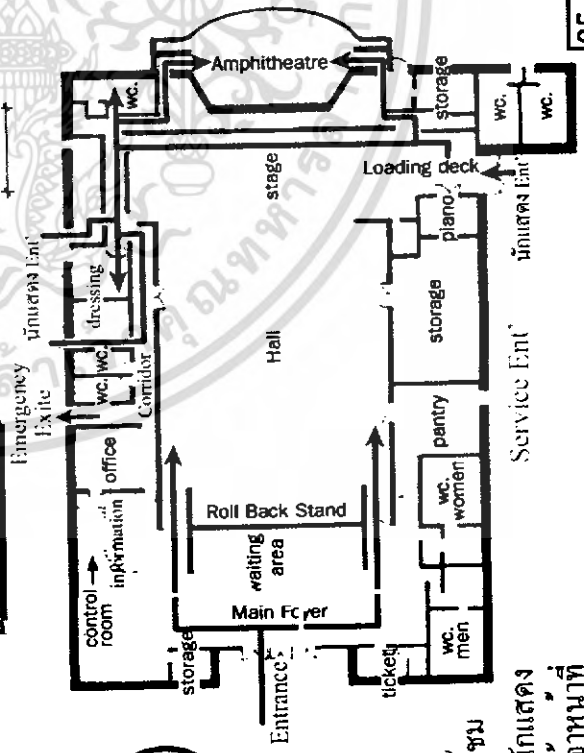 Amphitheatre
wc.
storage
wc.
wc.
Loading deck
stage
นักแสดง Ent'
นักแสดง Ent'
piano
dressing
storage
Hall
wc.
wc.
Corridor
Emergency
Exite
Service Ent'
pantry
office
wc.
women
Roll Back Stand
information
waiting
area
control
room
Main Foyer
wc.
men
storage
ticket
Entrance